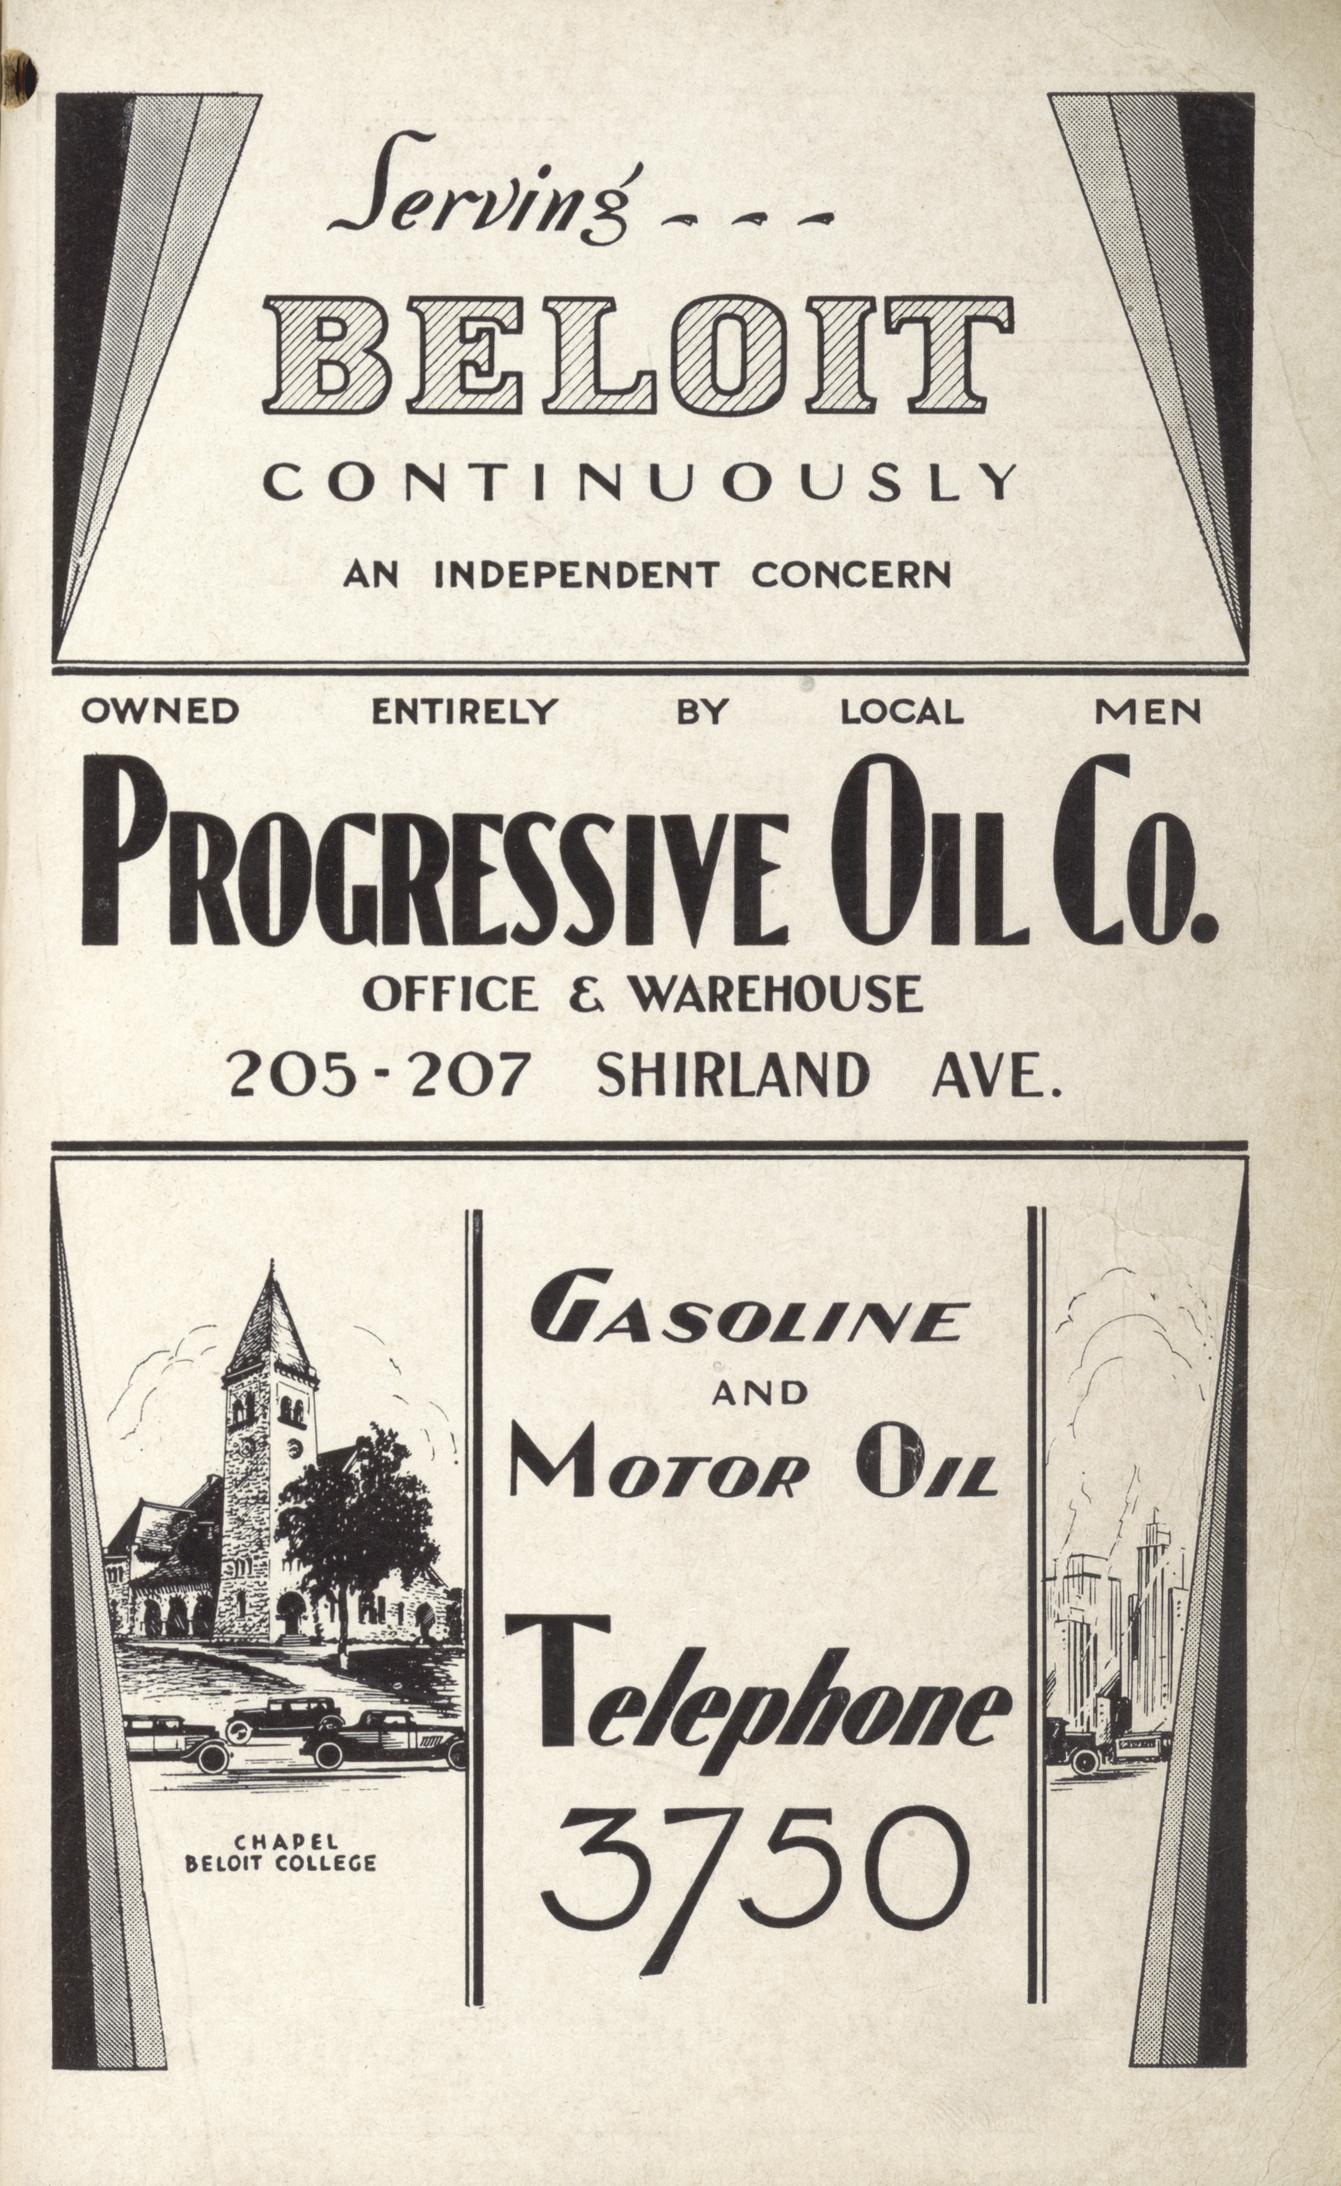 Serving - - -
BELOIT
CONTINUOUSLY
AN INDEPENDENT CONCERN
OWNED ENTIRELY BY LOCAL MEN
PROGRESSIVE OIL CO.
OFFICE & WAREHOUSE
205-207 SHIRLAND AVE.
GASOLINE
AND
MOTOR OIL
Telephone
3750
CHAPEL
BELOIT COLLEGE